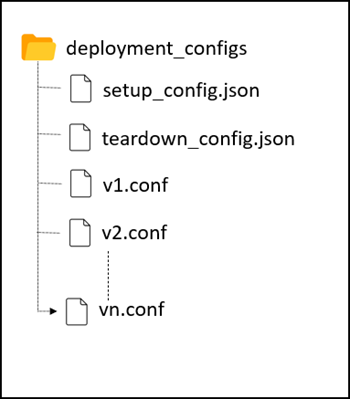 deployment_configs
setup_config.json
teardown_config.json
v1.conf
v2.conf
vn.conf